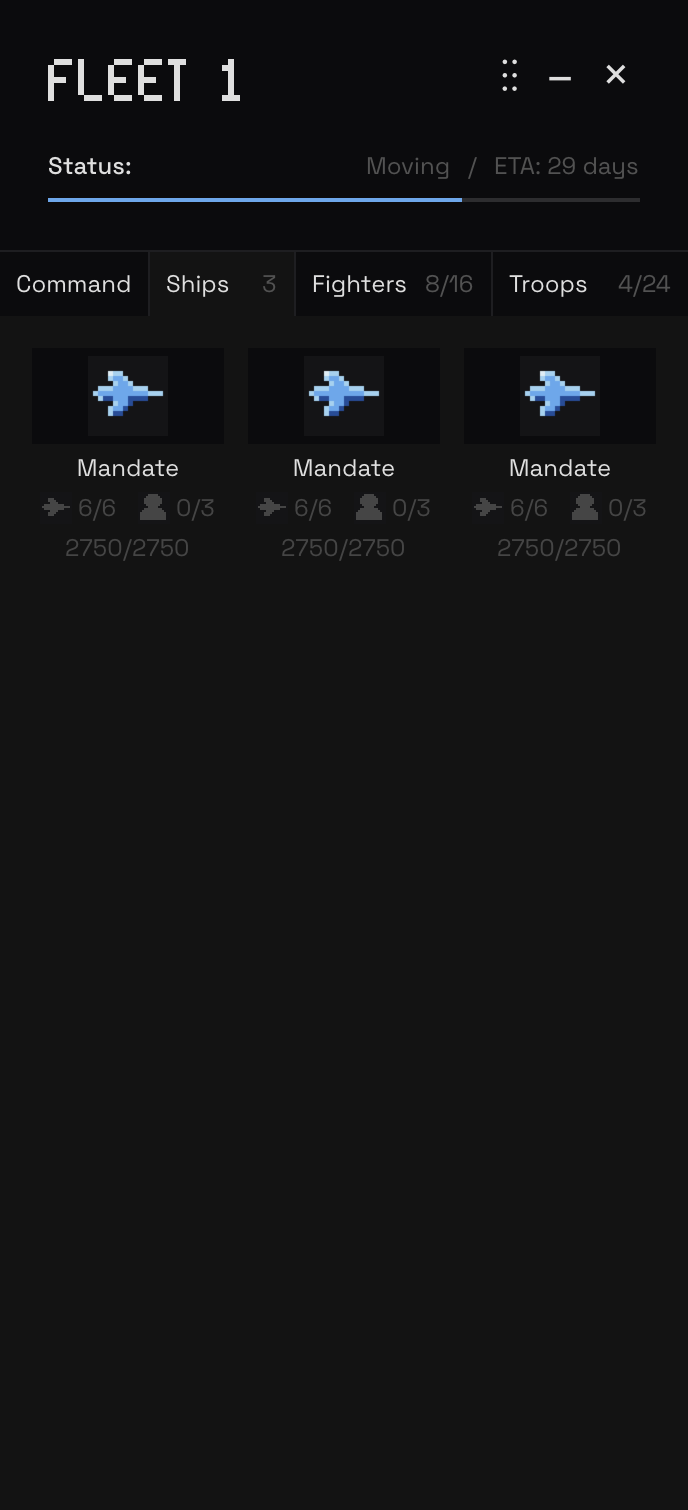 FLEET 1
Status: Moving / ETA: 29 days
Command Ships 3 Fighters 8/16 Troops 4/24
Mandate Mandate Mandate
6/6 0/3 6/6 0/3 6/6 0/3
2750/2750 2750/2750 2750/2750